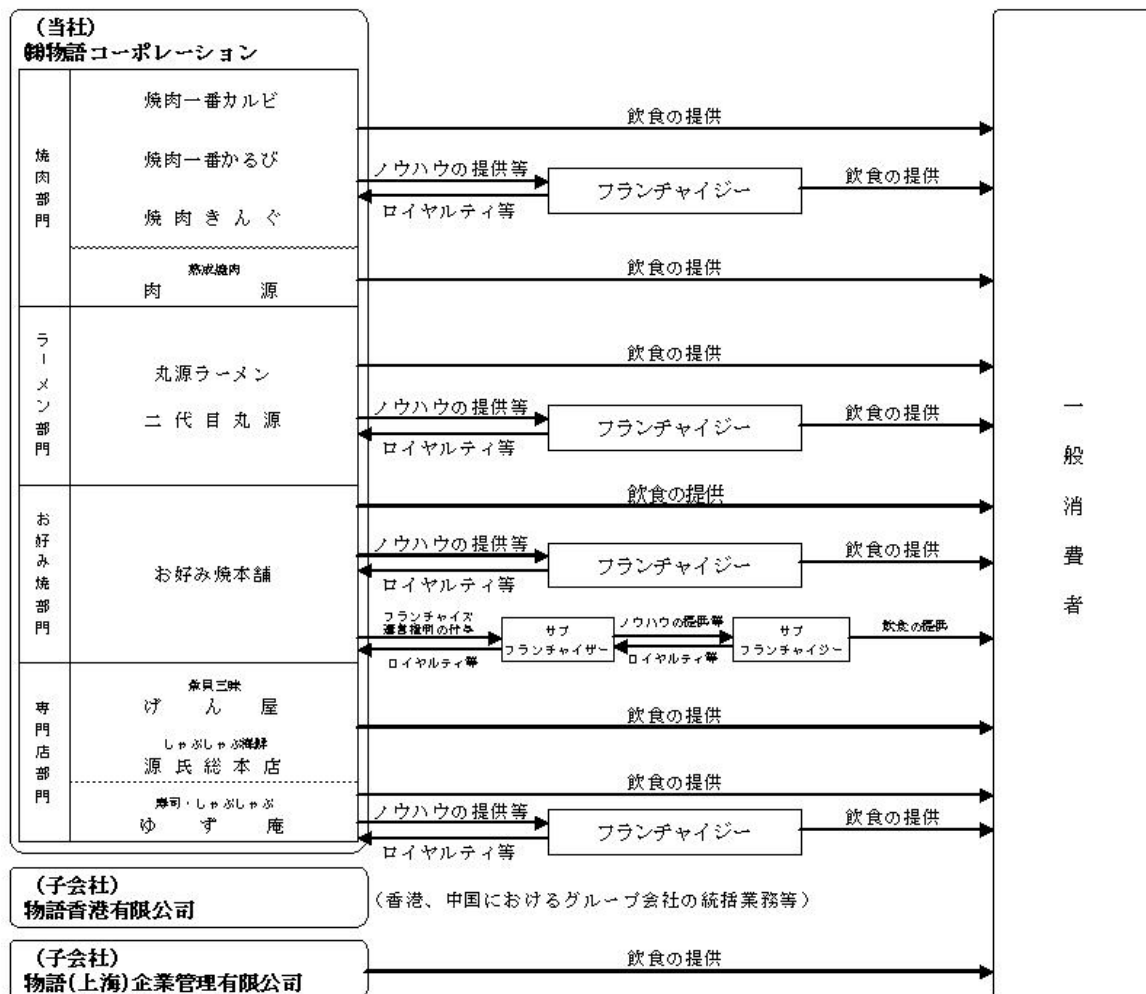 (当社)
㈱物語コーポレーション
焼肉部門
焼肉一番カルビ
焼肉一番かるび
焼肉きんぐ
飲食の提供
ノウハウの提供等
ロイヤルティ等
フランチャイジー
飲食の提供
熟成焼肉
肉源
飲食の提供
ラーメン部門
丸源ラーメン
二代目丸源
飲食の提供
ノウハウの提供等
ロイヤルティ等
フランチャイジー
飲食の提供
お好み焼部門
お好み焼本舗
飲食の提供
ノウハウの提供等
ロイヤルティ等
フランチャイジー
飲食の提供
フランチャイズ
運営権利の付与
ロイヤルティ等
サブ
フランチャイザー
ノウハウの提供等
ロイヤルティ等
サブ
フランチャイジー
飲食の提供
専門店部門
魚貝三昧
げん屋
しゃぶしゃぶ海鮮
源氏総本店
飲食の提供
寿司・しゃぶしゃぶ
ゆず庵
飲食の提供
ノウハウの提供等
ロイヤルティ等
フランチャイジー
飲食の提供
一般消費者
(子会社)
物語香港有限公司
(香港、中国におけるグループ会社の統括業務等)
(子会社)
物語(上海)企業管理有限公司
飲食の提供